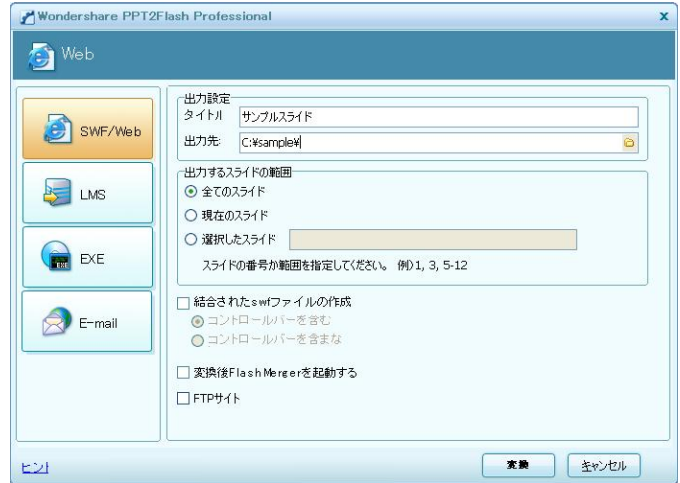 Wondershare PPT2Flash Professional
Web
SWF/Web
LMS
EXE
E-mail
出力設定
タイトル サンプルスライド
出力先: C:¥sample¥
出力するスライドの範囲
全てのスライド
現在のスライド
選択したスライド
スライドの番号か範囲を指定してください。 例) 1, 3, 5-12
結合されたswfファイルの作成
コントロールバーを含む
コントロールバーを含まな
変換後FlashMergerを起動する
FTPサイト
ヒント
変換
キャンセル